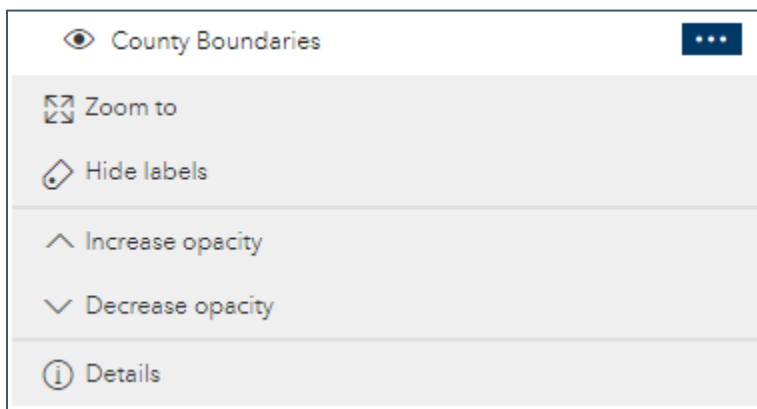 County Boundaries
Zoom to
Hide labels
Increase opacity
Decrease opacity
Details